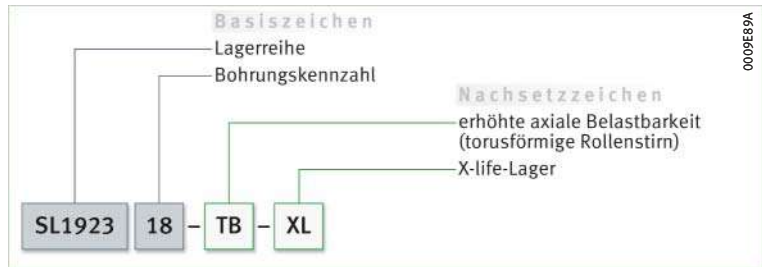 Basiszeichen
Lagerreihe
Bohrungskennzahl
Nachsetzzeichen
erhöhte axiale Belastbarkeit
(torusförmige Rollenstirn)
X-life-Lager
SL1923 18 – TB – XL
0009E89A